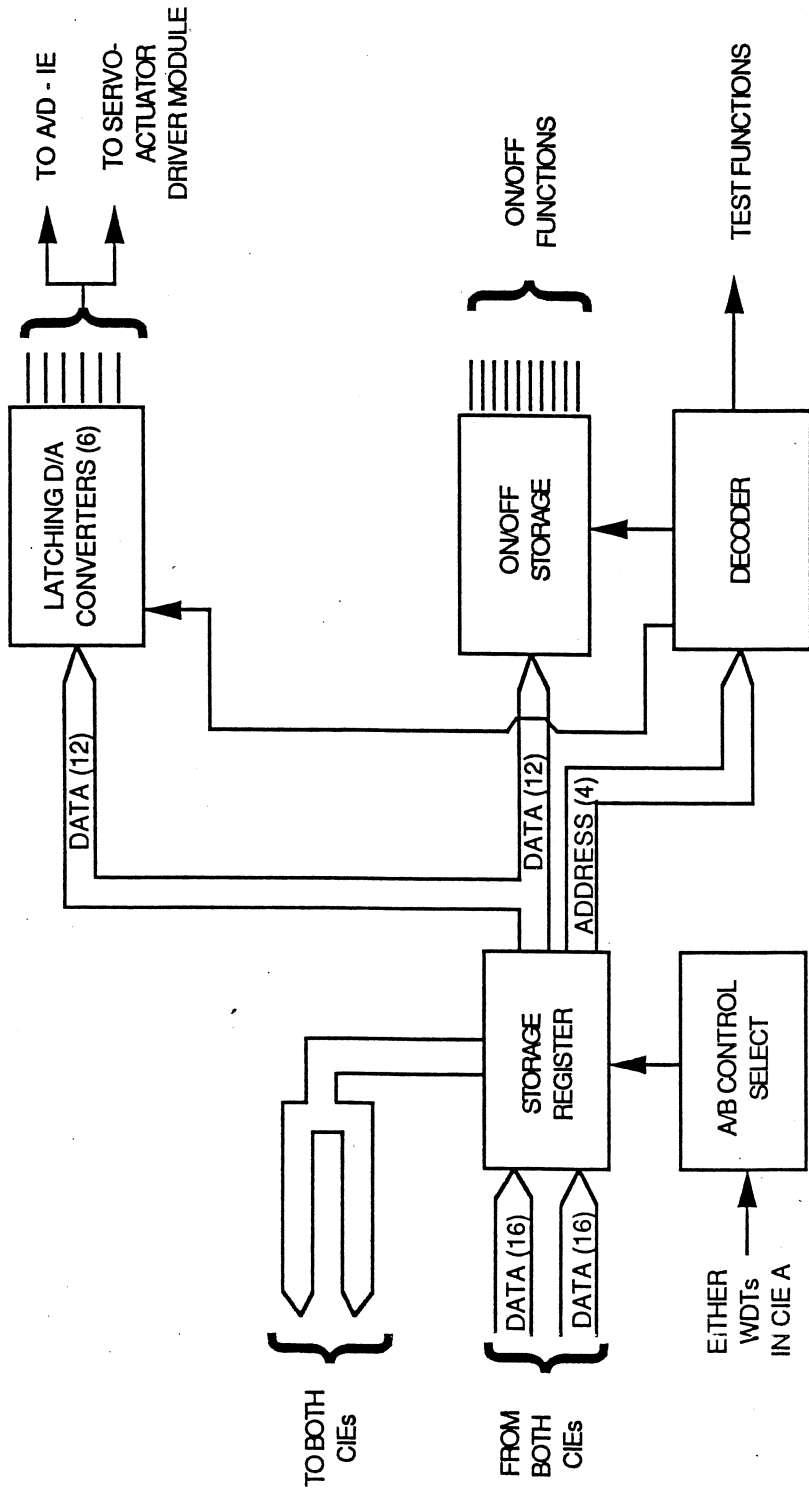 TO BOTH
CIEs
FROM
BOTH
CIEs
DATA (16)
DATA (16)
EiTHER
WDTs
IN CIE A
STORAGE
REGISTER
A/B CONTROL
SELECT
DATA (12)
DATA (12)
ADDRESS (4)
LATCHING D/A
CONVERTERS (6)
ON/OFF
STORAGE
DECODER
TO A/D - IE
TO SERVO-
ACTUATOR
DRIVER MODULE
ON/OFF
FUNCTIONS
TEST FUNCTIONS